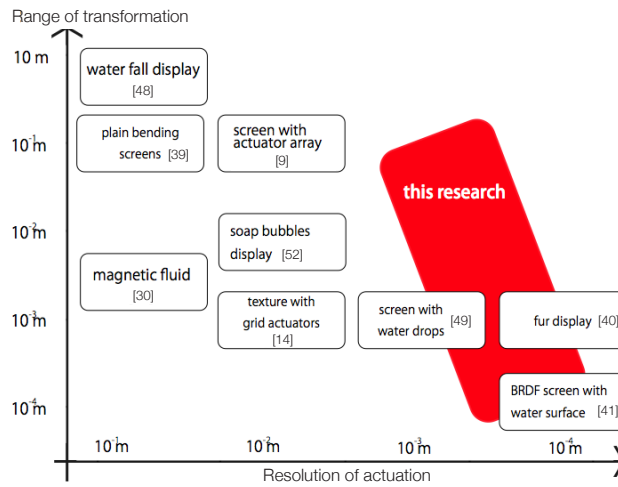 Range of transformation
10 m
water fall display
[48]
plain bending
screens [39]
screen with
actuator array
[9]
10⁻¹m
this research
10⁻²m
soap bubbles
display [52]
magnetic fluid
[30]
10⁻³m
texture with
grid actuators
[14]
screen with
water drops [49]
fur display [40]
10⁻⁴m
BRDF screen with
water surface [41]
10⁻¹m
10⁻²m
10⁻³m
10⁻⁴m
Resolution of actuation